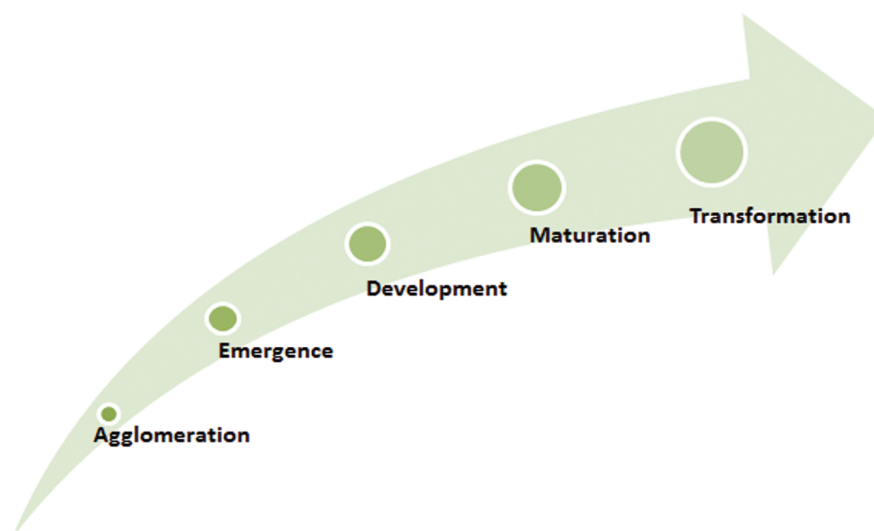 Transformation
Maturation
Development
Emergence
Agglomeration